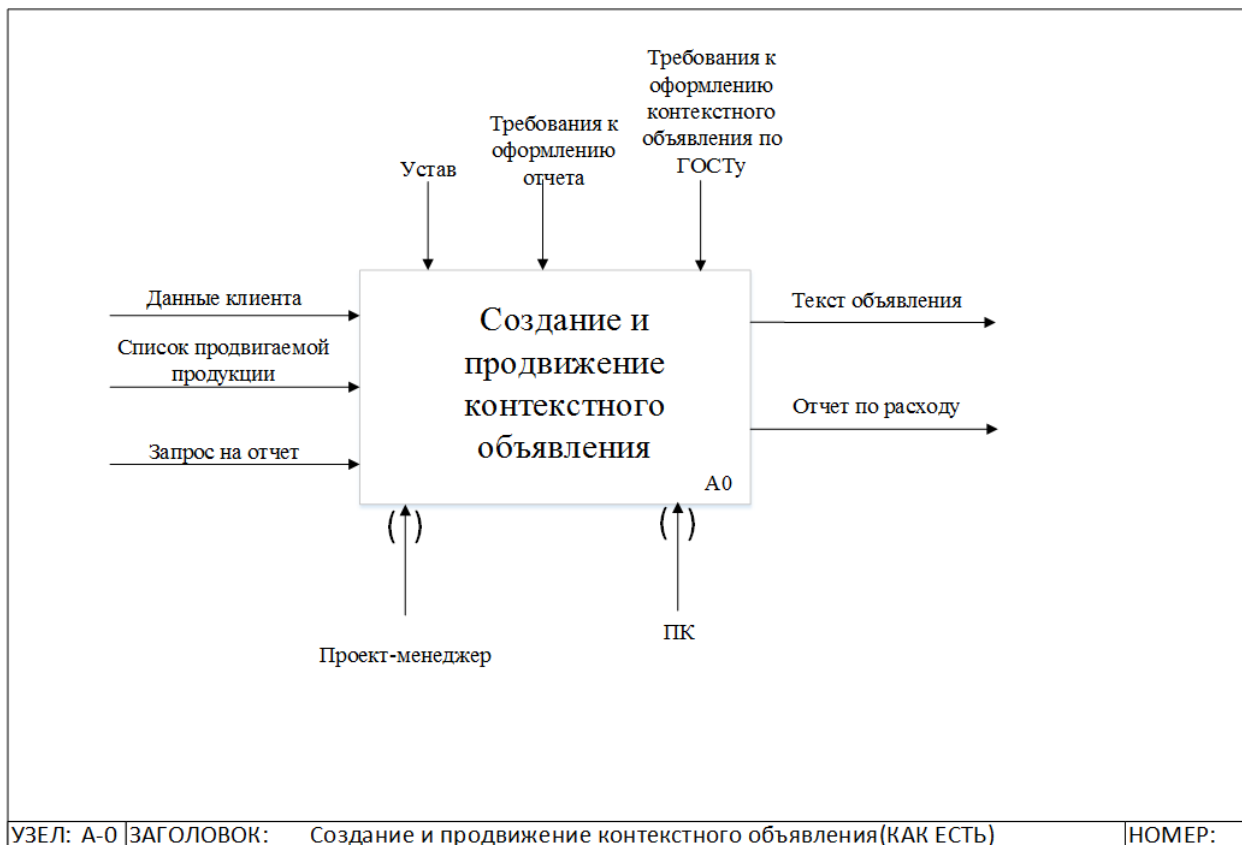 Требования к
оформлению
контекстного
объявления по
ГОСТу
Требования к
оформлению
отчета
Устав
Данные клиента
Список продвигаемой
продукции
Запрос на отчет
Создание и
продвижение
контекстного
объявления
А0
Текст объявления
Отчет по расходу
( )
( )
Проект-менеджер
ПК
УЗЕЛ: А-0 ЗАГОЛОВОК: Создание и продвижение контекстного объявления(КАК ЕСТЬ) НОМЕР: